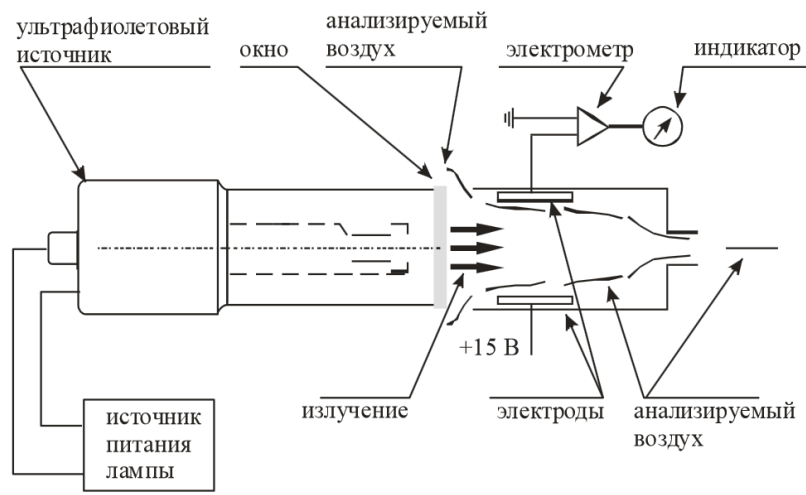 ультрафиолетовый
источник
окно
анализируемый
воздух
электрометр
индикатор
+15 В
источник
питания
лампы
излучение
электроды
анализируемый
воздух